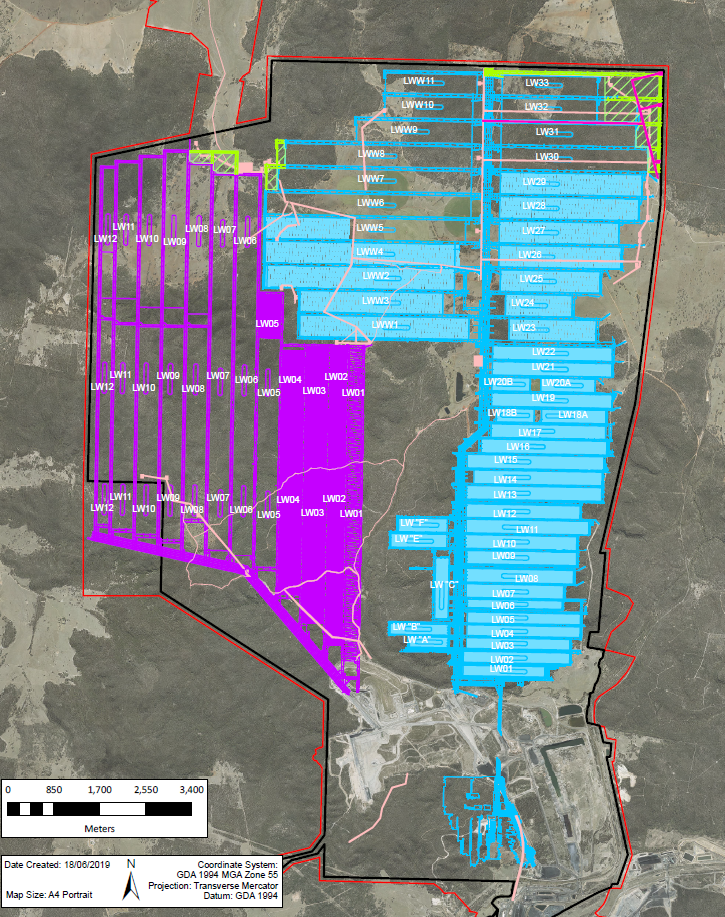 LWW11
LW33
LWW10
LW32
LWW9
LW31
LWW8
LW30
LWW7
LW29
LWW6
LW28
LW11
LW12
LW10
LW09
LW08
LW07
LW06
LWW5
LW27
LWW4
LW26
LWW2
LW25
LWW3
LW24
LW05
LWW1
LW23
LW22
LW21
LW20B
LW20A
LW19
LW18B
LW18A
LW17
LW16
LW15
LW14
LW13
LW12
LW11
LW10
LW09
LW08
LW07
LW06
LW05
LW04
LW03
LW02
LW01
LW11
LW12
LW10
LW09
LW08
LW07
LW06
LW05
LW04
LW03
LW02
LW01
LW11
LW12
LW10
LW09
LW08
LW07
LW06
LW05
LW04
LW03
LW02
LW01
LW "F"
LW "E"
LW "C"
LW "B"
LW "A"
0 850 1,700 2,550 3,400
Meters
Date Created: 18/06/2019
Map Size: A4 Portrait
N
Coordinate System:
GDA 1994 MGA Zone 55
Projection: Transverse Mercator
Datum: GDA 1994